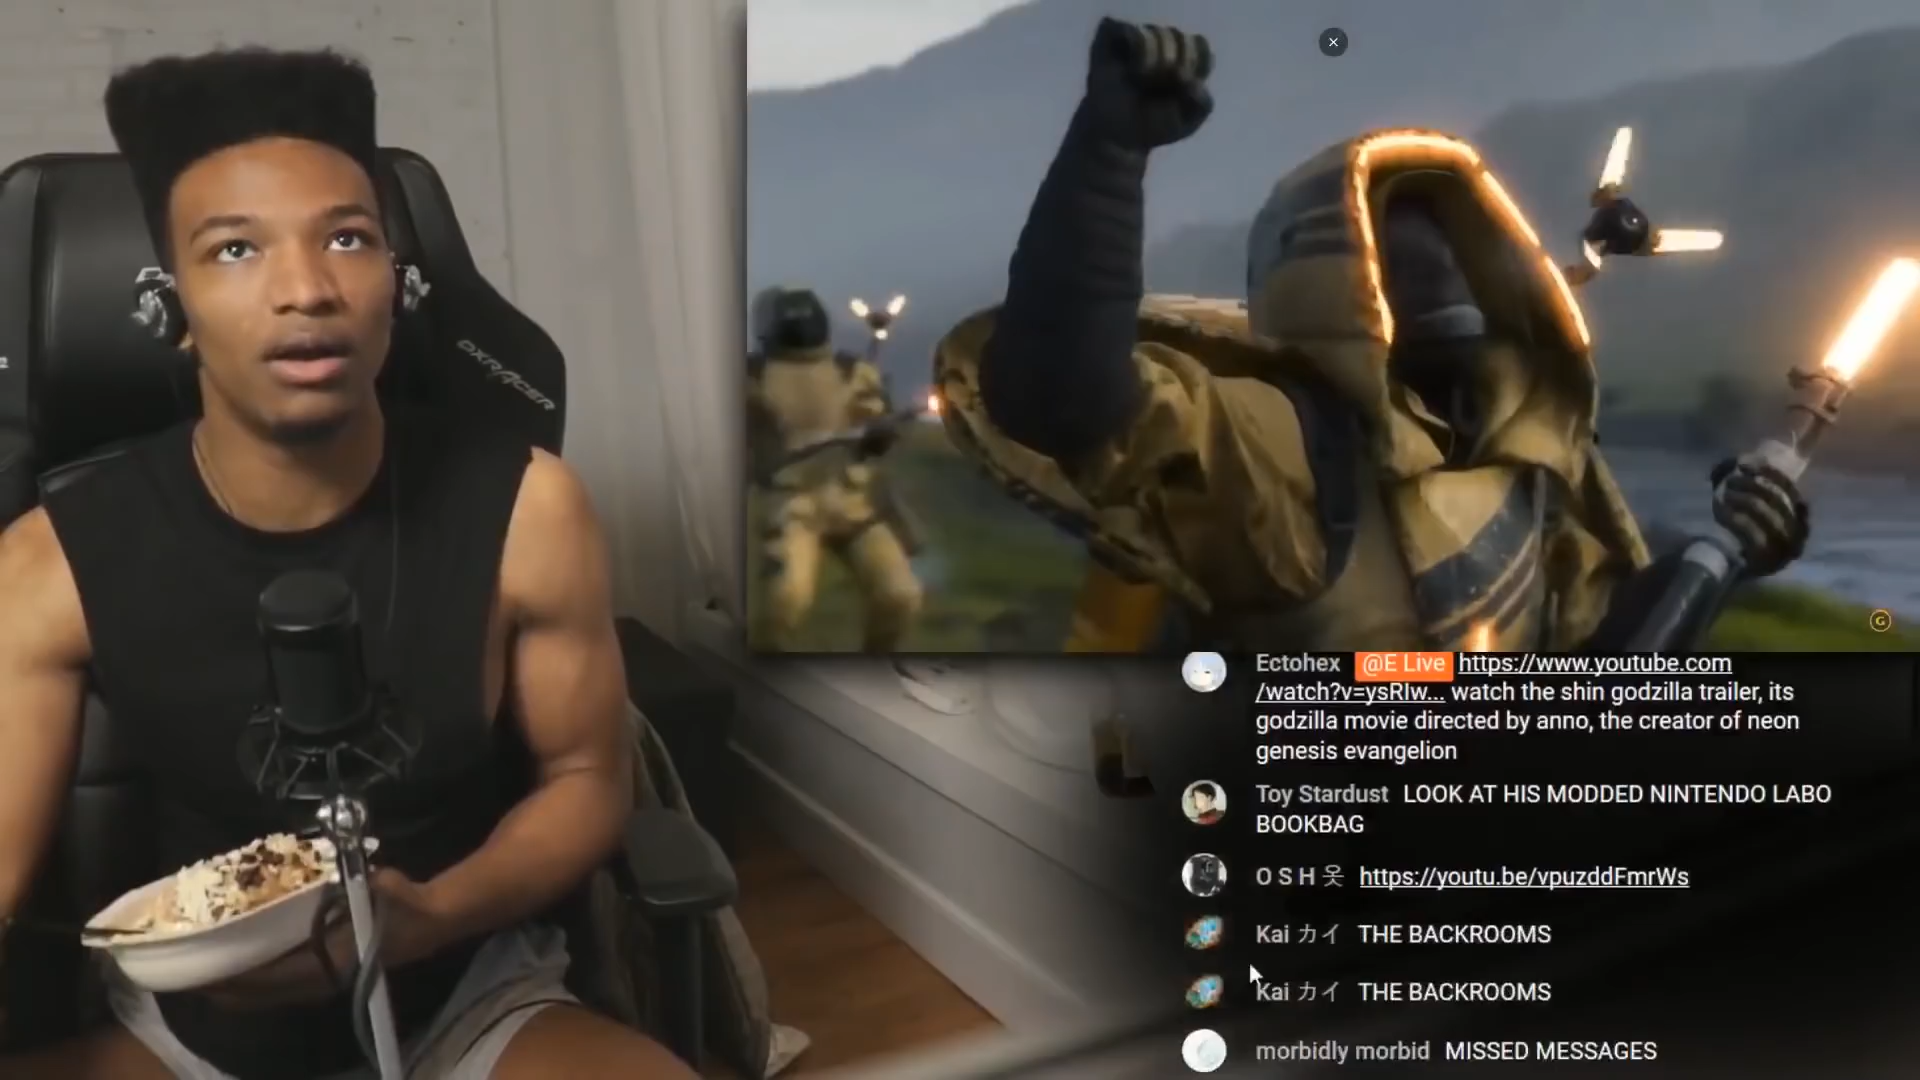 DXRACER
G
Ectohex @E Live https://www.youtube.com
/watch?v=ysRIw... watch the shin godzilla trailer, its
godzilla movie directed by anno, the creator of neon
genesis evangelion
Toy Stardust LOOK AT HIS MODDED NINTENDO LABO
BOOKBAG
O S H 옷 https://youtu.be/vpuzddFmrWs
Kai カイ THE BACKROOMS
Kai カイ THE BACKROOMS
morbidly morbid MISSED MESSAGES